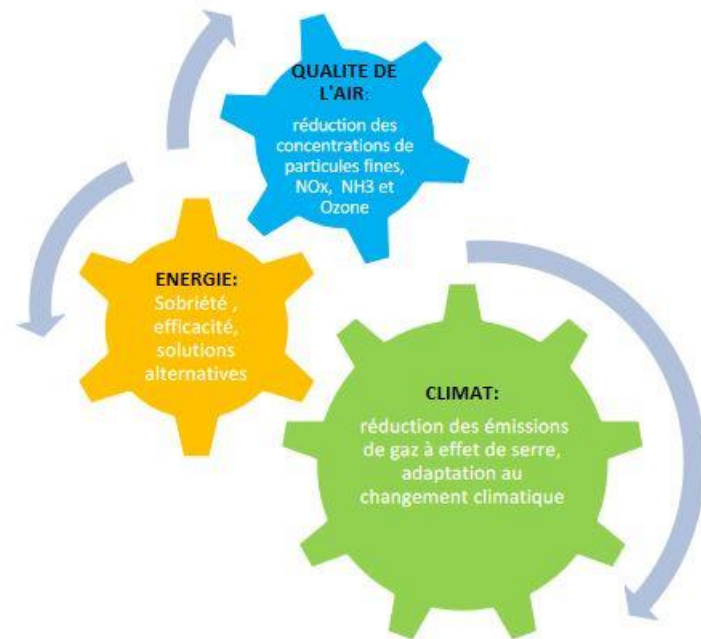 QUALITE DE
L'AIR:
réduction des
concentrations de
particules fines,
NOx, NH3 et
Ozone
ENERGIE:
Sobriété ,
efficacité,
solutions
alternatives
CLIMAT:
réduction des émissions
de gaz à effet de serre,
adaptation au
changement climatique